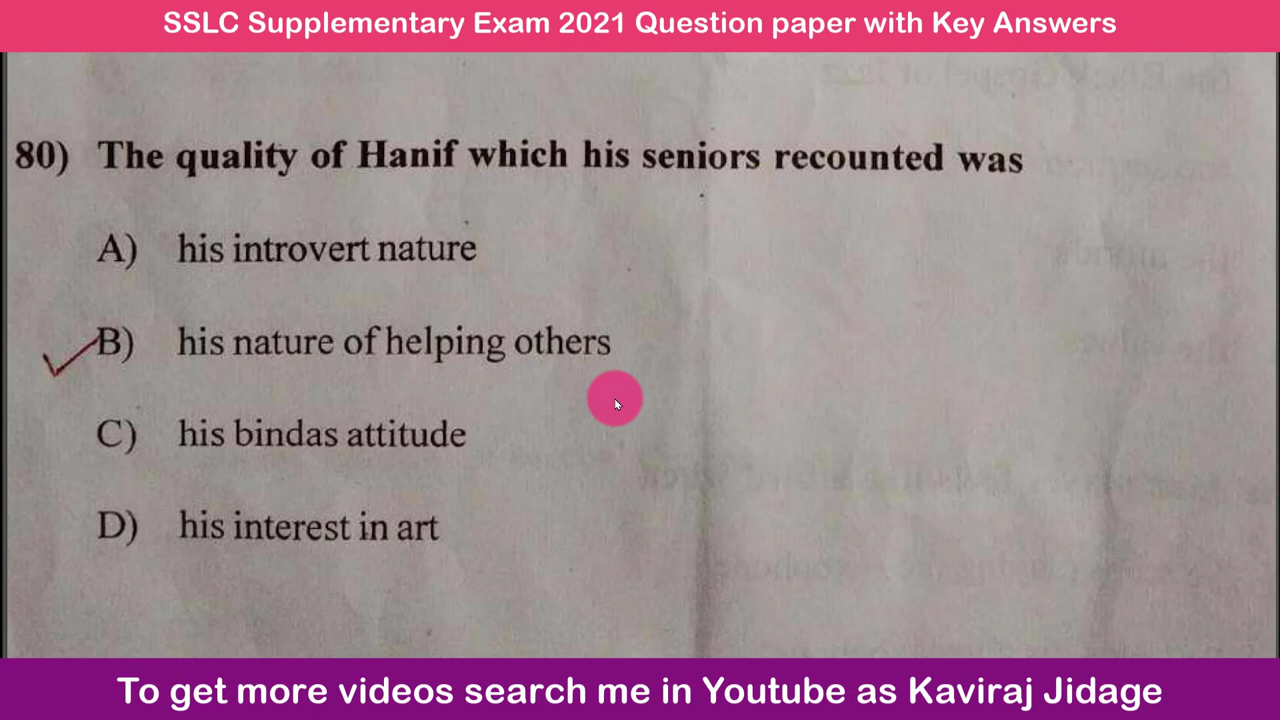 SSLC Supplementary Exam 2021 Question paper with Key Answers
80) The quality of Hanif which his seniors recounted was
A) his introvert nature
B) his nature of helping others
C) his bindas attitude
D) his interest in art
To get more videos search me in Youtube as Kaviraj Jidage